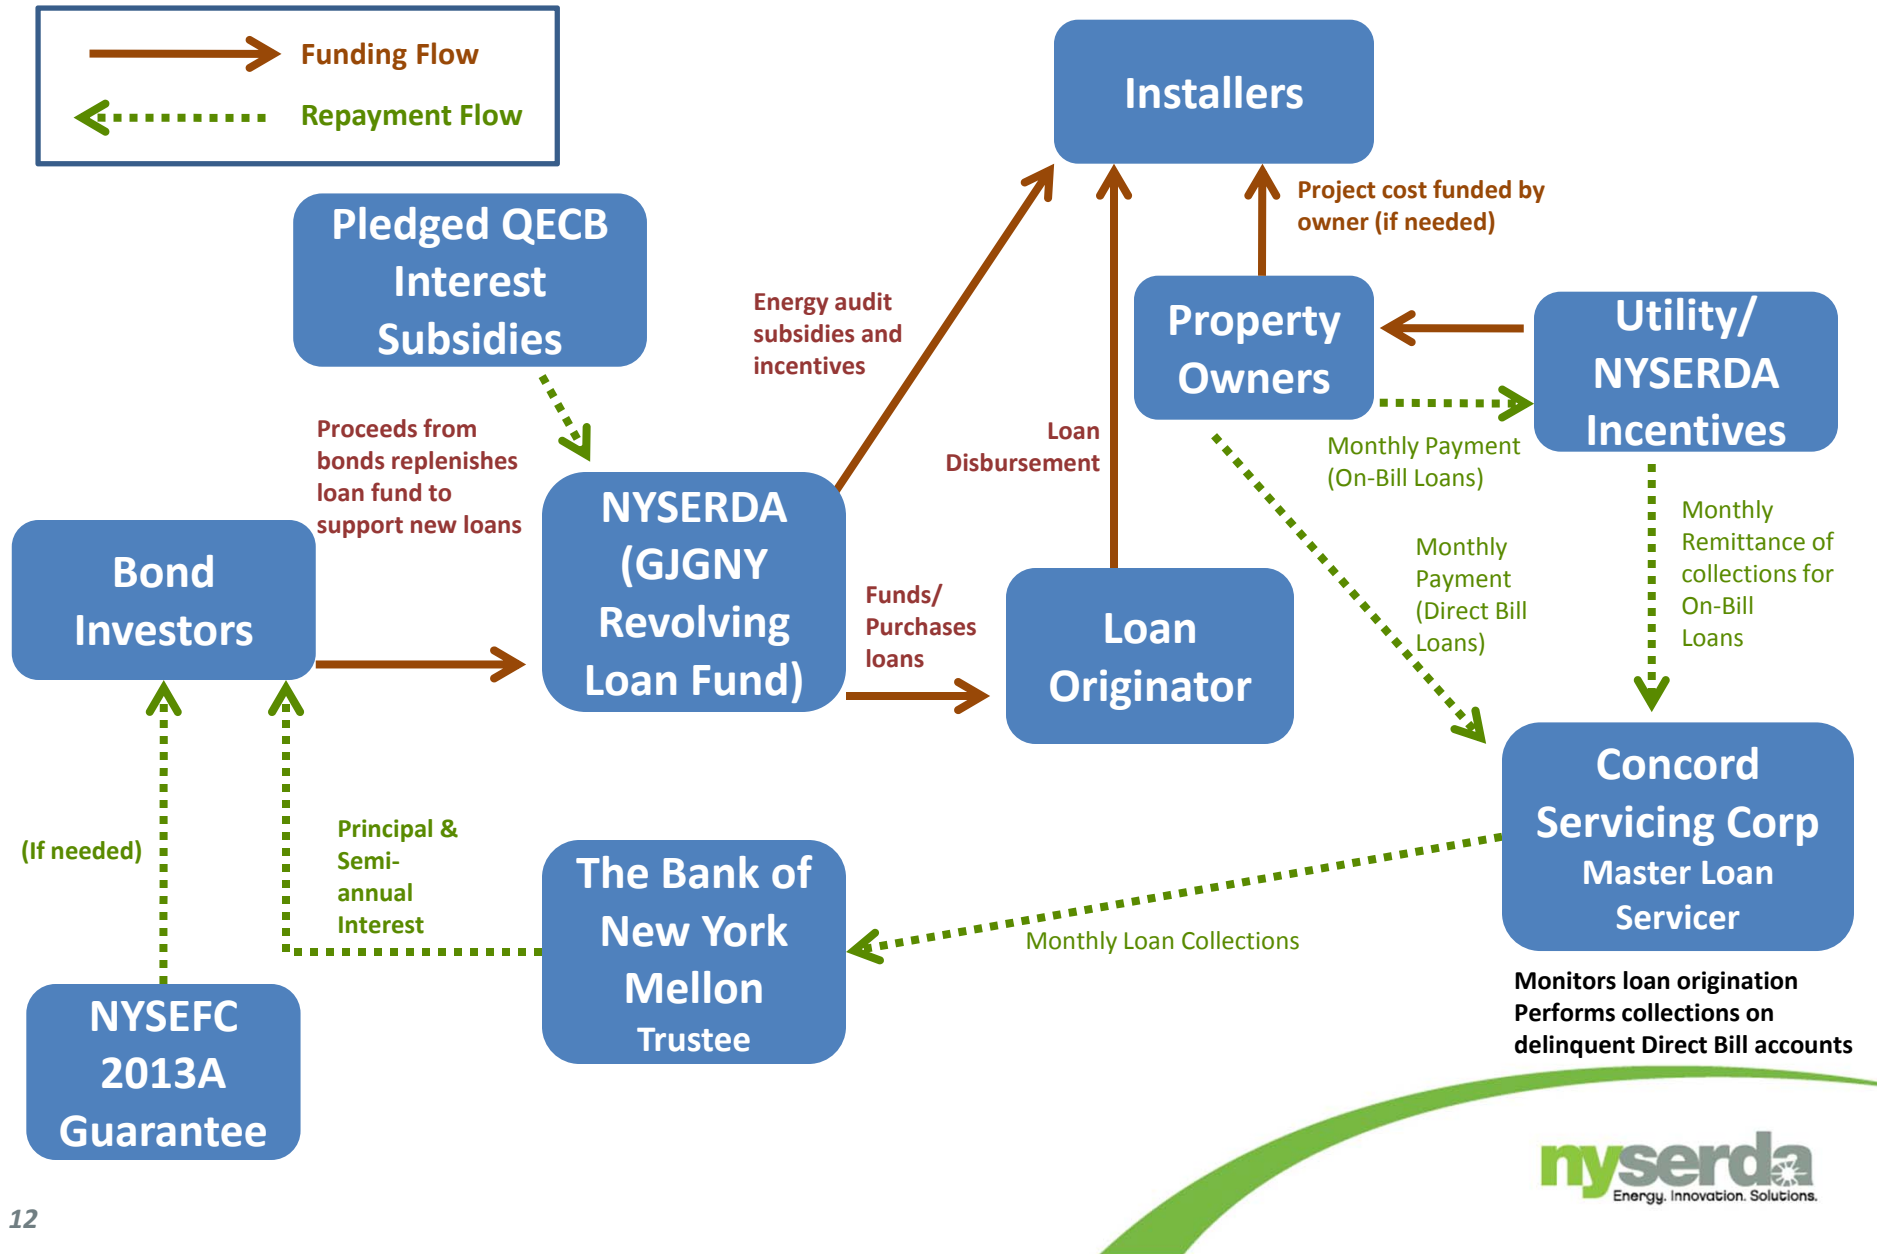 Funding Flow
Repayment Flow
Installers
Pledged QECB
Interest
Subsidies
Project cost funded by
owner (if needed)
Energy audit
subsidies and
incentives
Property
Owners
Utility/
NYSERDA
Incentives
Proceeds from
bonds replenishes
loan fund to
support new loans
Loan
Disbursement
Monthly Payment
(On-Bill Loans)
Bond
Investors
NYSERDA
(GJGNY
Revolving
Loan Fund)
Funds/
Purchases
loans
Loan
Originator
Monthly
Payment
(Direct Bill
Loans)
Monthly
Remittance of
collections for
On-Bill
Loans
(If needed)
Principal &
Semi-
annual
Interest
The Bank of
New York
Mellon
Trustee
Monthly Loan Collections
Concord
Servicing Corp
Master Loan
Servicer
Monitors loan origination
Performs collections on
delinquent Direct Bill accounts
NYSEFC
2013A
Guarantee
nyserda
Energy. Innovation. Solutions.
12